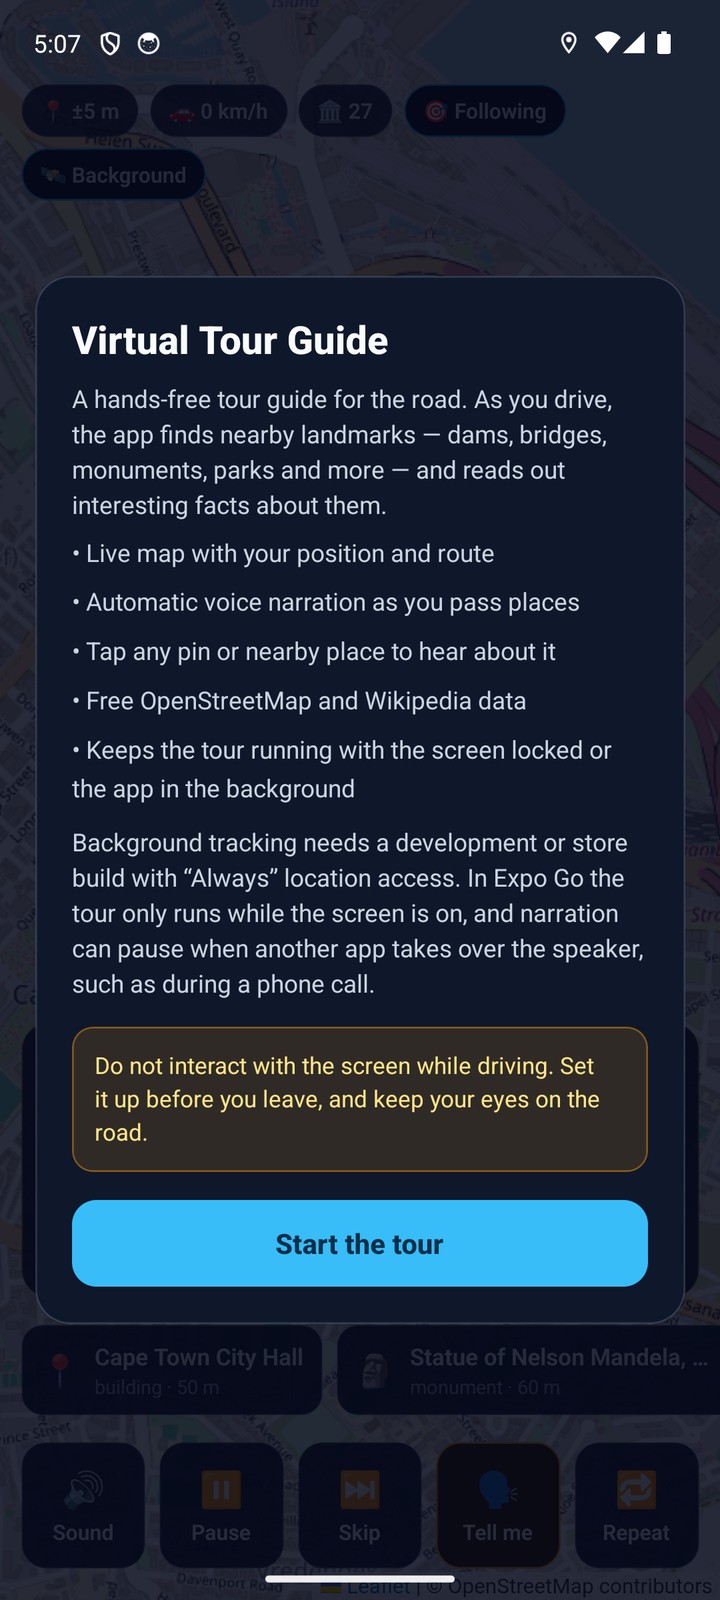 5:07
±5 m
0 km/h
27
Following
Background
Virtual Tour Guide
A hands-free tour guide for the road. As you drive,
the app finds nearby landmarks — dams, bridges,
monuments, parks and more — and reads out
interesting facts about them.
• Live map with your position and route
• Automatic voice narration as you pass places
• Tap any pin or nearby place to hear about it
• Free OpenStreetMap and Wikipedia data
• Keeps the tour running with the screen locked or
the app in the background
Background tracking needs a development or store
build with “Always” location access. In Expo Go the
tour only runs while the screen is on, and narration
can pause when another app takes over the speaker,
such as during a phone call.
Do not interact with the screen while driving. Set
it up before you leave, and keep your eyes on the
road.
Start the tour
Cape Town City Hall
building · 50 m
Statue of Nelson Mandela, ...
monument · 60 m
Sound
Pause
Skip
Tell me
Repeat
Davenport Road
Leaflet | © OpenStreetMap contributors